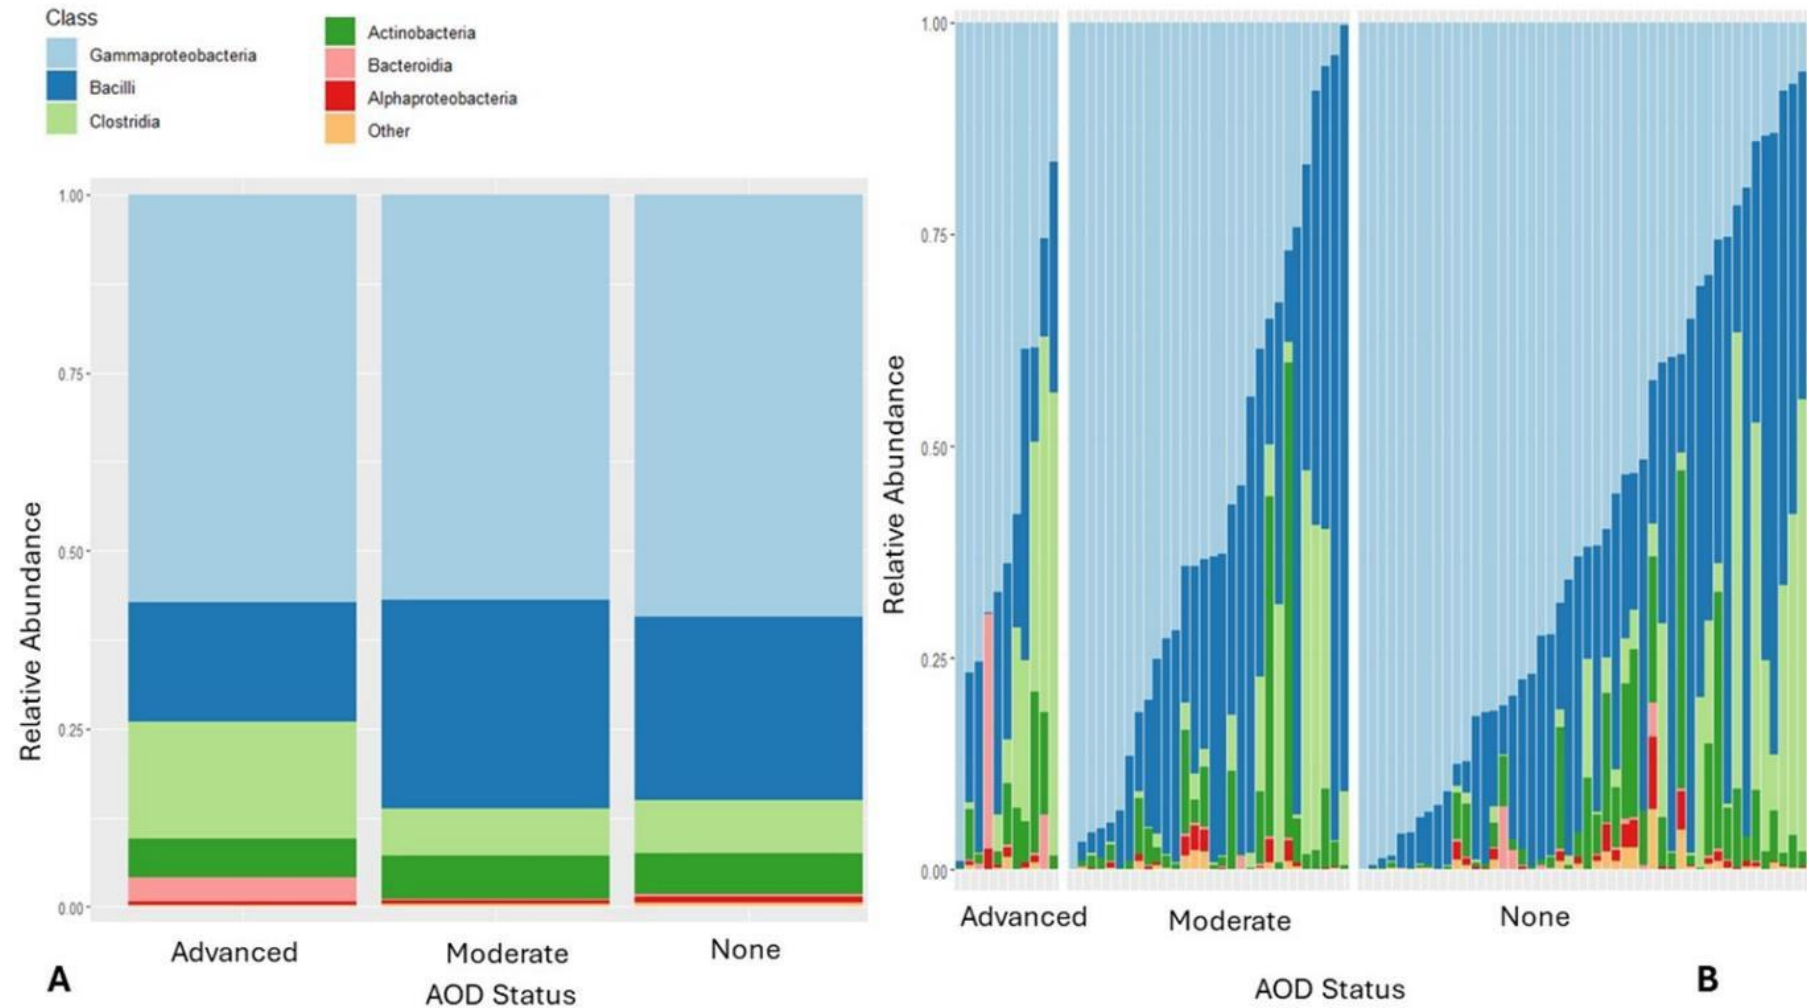 Class
Gammaproteobacteria
Bacilli
Clostridia
Actinobacteria
Bacteroidia
Alphaproteobacteria
Other
Relative Abundance
1.00
0.75
0.50
0.25
0.00
Advanced Moderate None
AOD Status
A
Relative Abundance
1.00
0.75
0.50
0.25
0.00
Advanced Moderate None
AOD Status
B